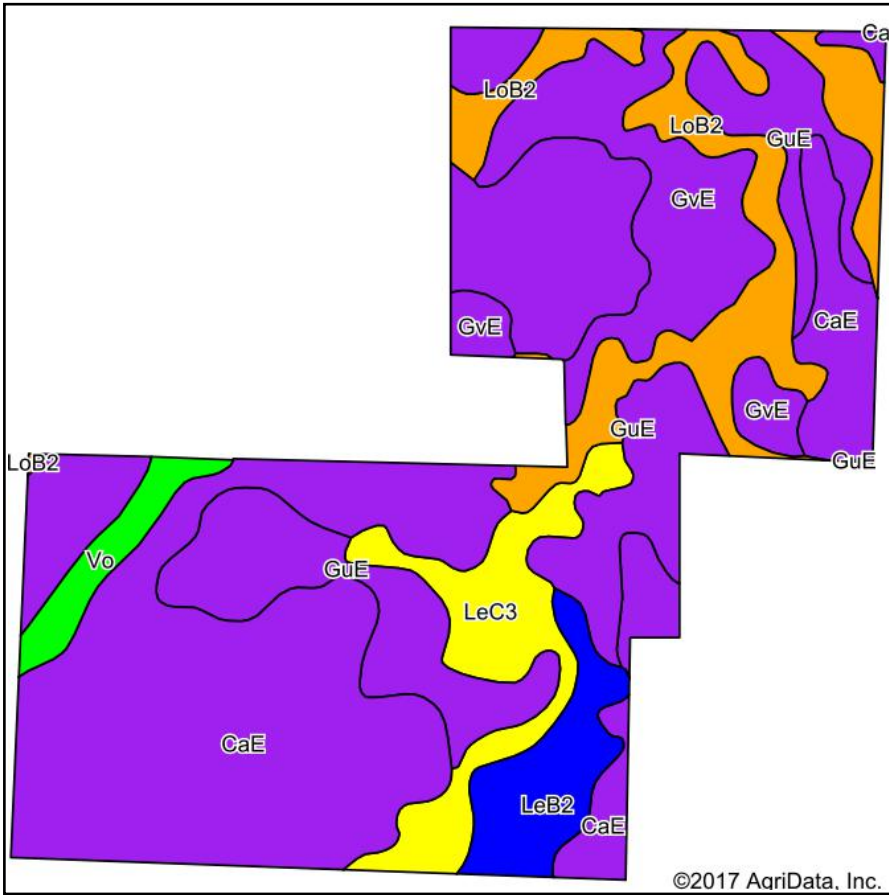 Ca
LoB2
LoB2
GuE
GvE
GvE
CaE
GvE
GuE
LoB2
GuE
Vo
GuE
LeC3
CaE
LeB2
CaE
©2017 AgriData, Inc.